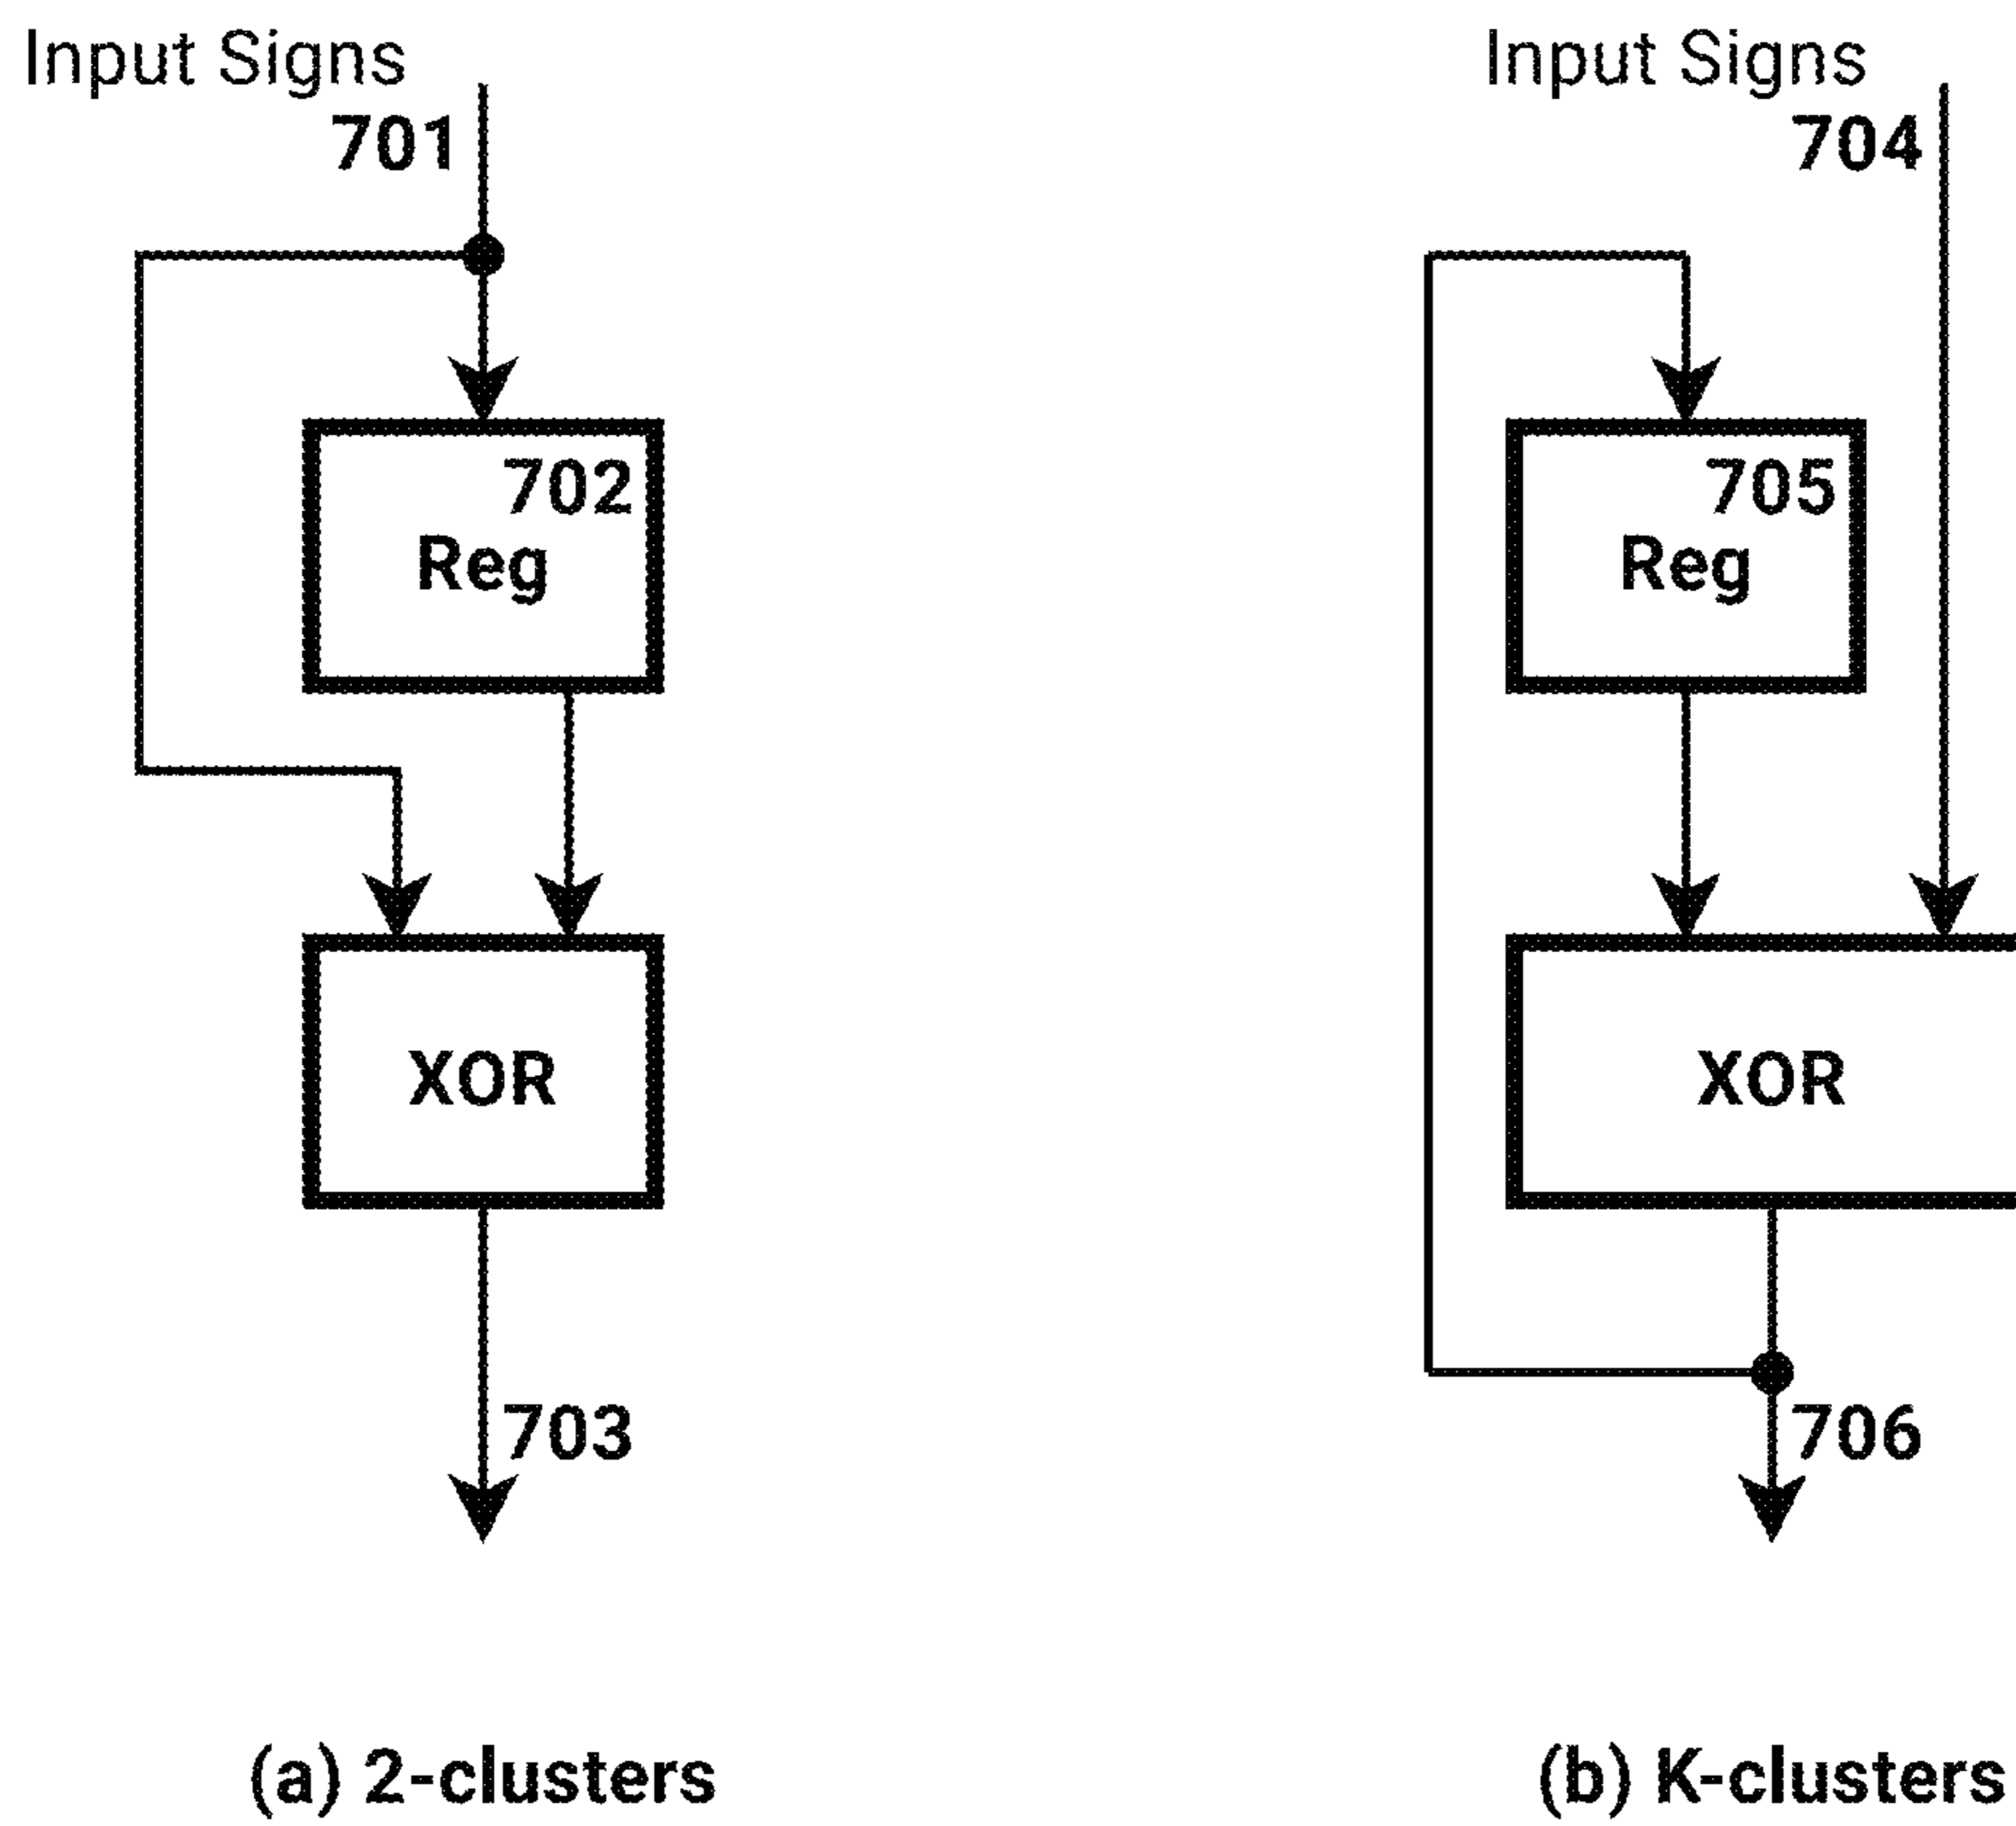 Input Signs
701
702
Reg
XOR
703
(a) 2-clusters
Input Signs
704
705
Reg
XOR
706
(b) K-clusters